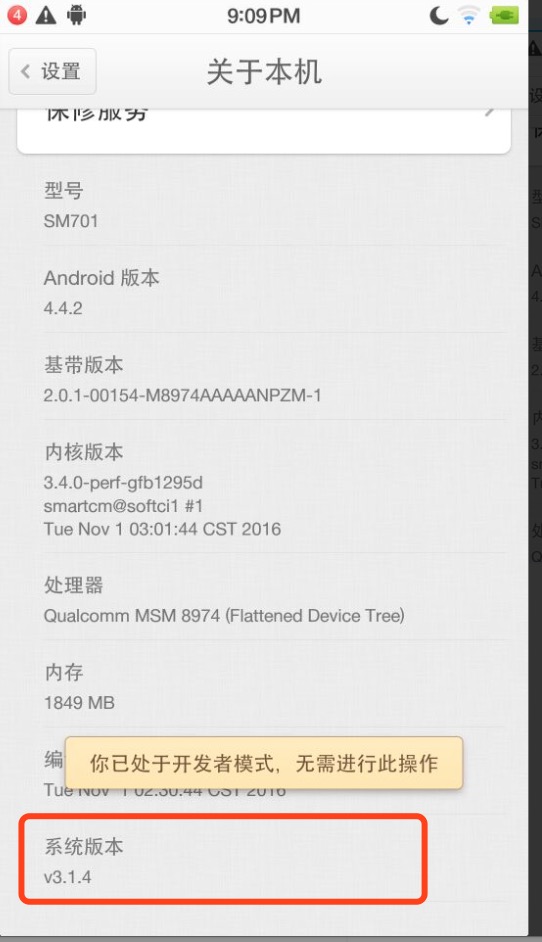 4
9:09PM
设置
关于本机
保修服务
型号
SM701
Android 版本
4.4.2
基带版本
2.0.1-00154-M8974AAAAANPZM-1
内核版本
3.4.0-perf-gfb1295d
smartcm@softci1 #1
Tue Nov 1 03:01:44 CST 2016
处理器
Qualcomm MSM 8974 (Flattened Device Tree)
内存
1849 MB
编
你已处于开发者模式，无需进行此操作
Tue Nov 1 02:30:44 CST 2016
系统版本
v3.1.4